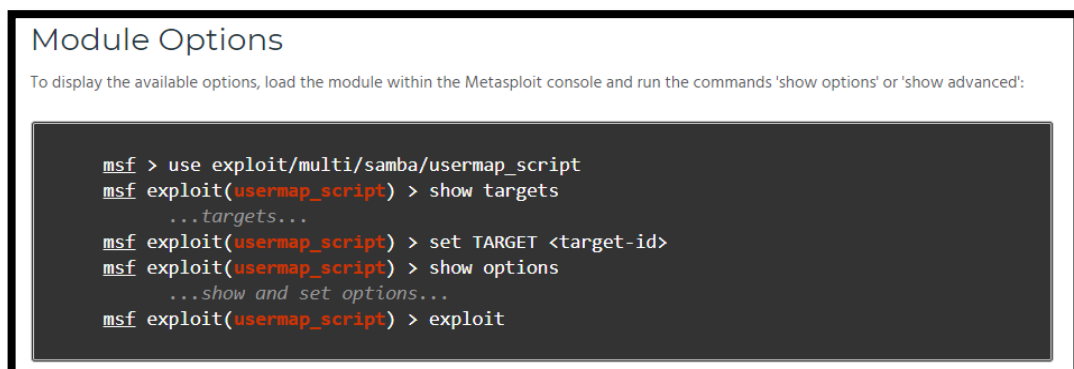 Module Options
To display the available options, load the module within the Metasploit console and run the commands 'show options' or 'show advanced':
msf > use exploit/multi/samba/usermap_script
msf exploit(usermap_script) > show targets
...targets...
msf exploit(usermap_script) > set TARGET <target-id>
msf exploit(usermap_script) > show options
...show and set options...
msf exploit(usermap_script) > exploit